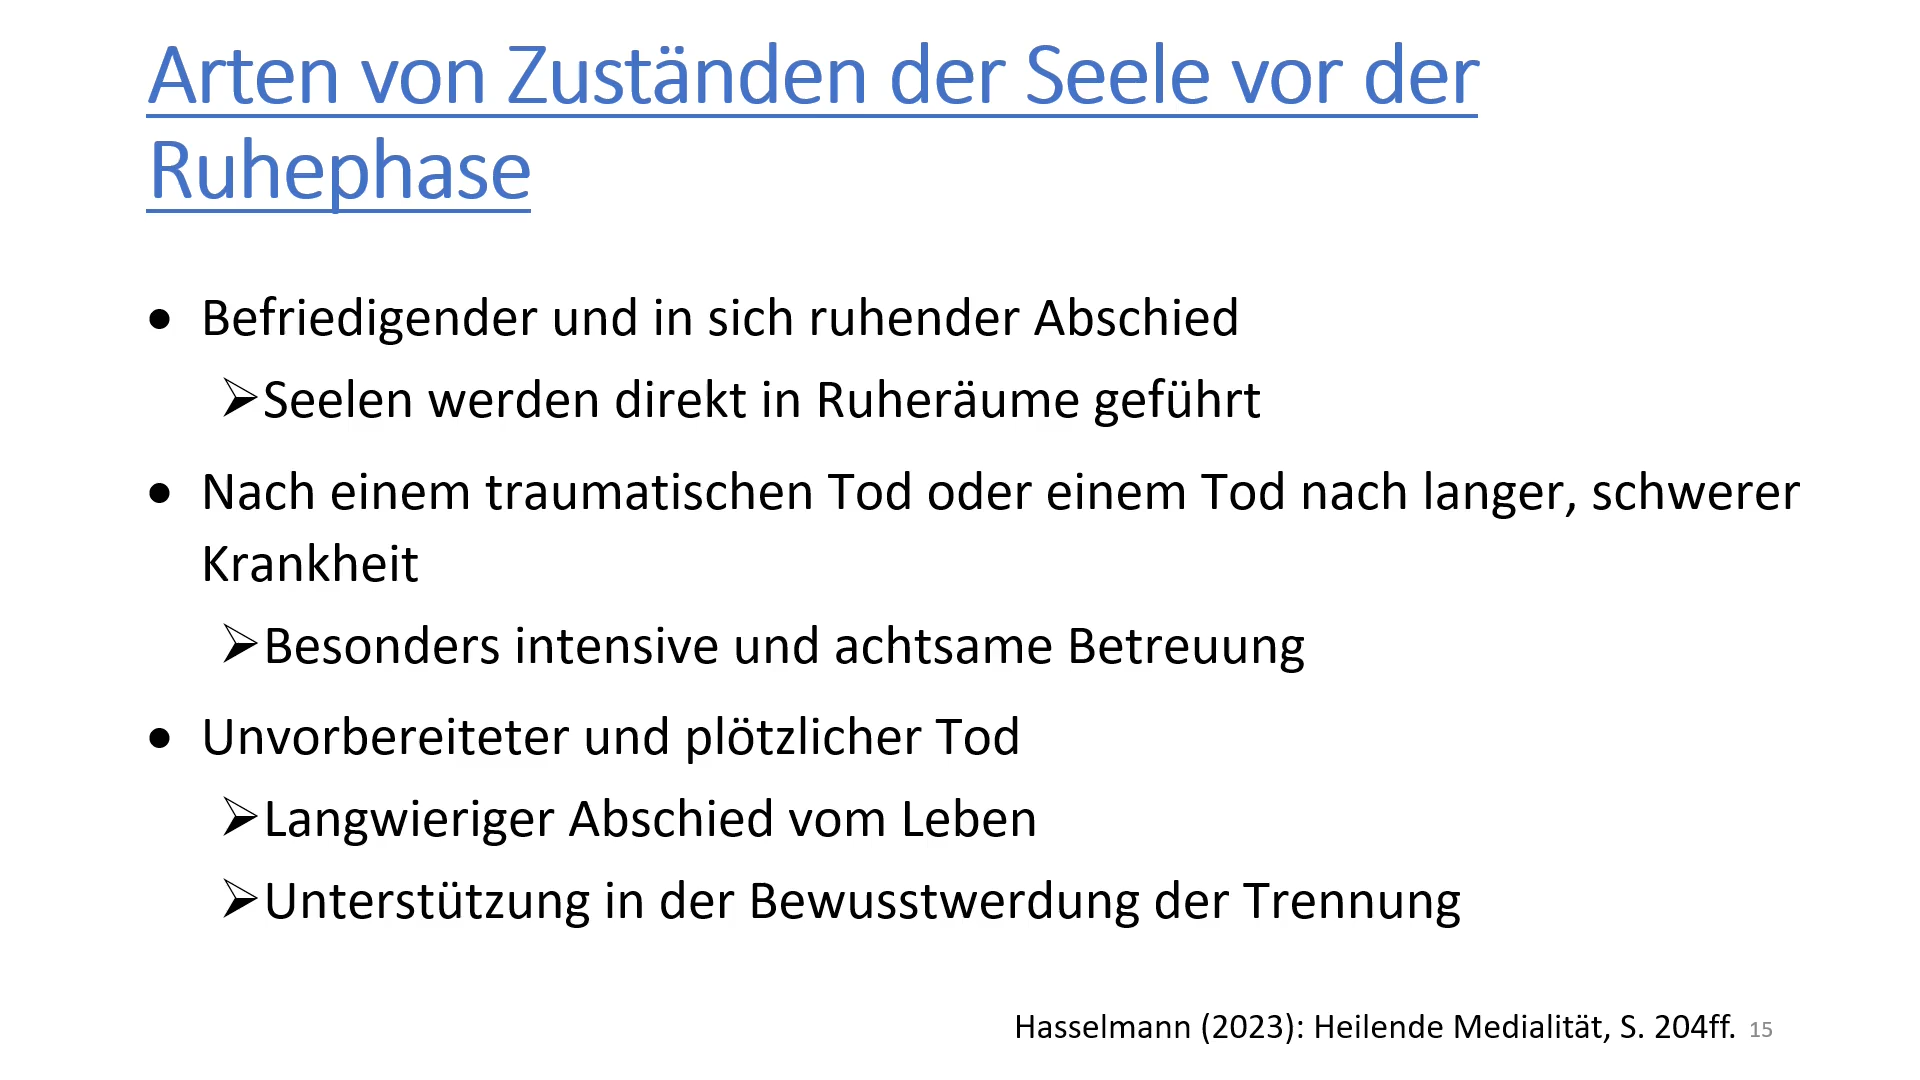 Arten von Zuständen der Seele vor der
Ruhephase
• Befriedigender und in sich ruhender Abschied
➢Seelen werden direkt in Ruheräume geführt
• Nach einem traumatischen Tod oder einem Tod nach langer, schwerer
Krankheit
➢Besonders intensive und achtsame Betreuung
• Unvorbereiteter und plötzlicher Tod
➢Langwieriger Abschied vom Leben
➢Unterstützung in der Bewusstwerdung der Trennung
Hasselmann (2023): Heilende Medialität, S. 204ff. 15